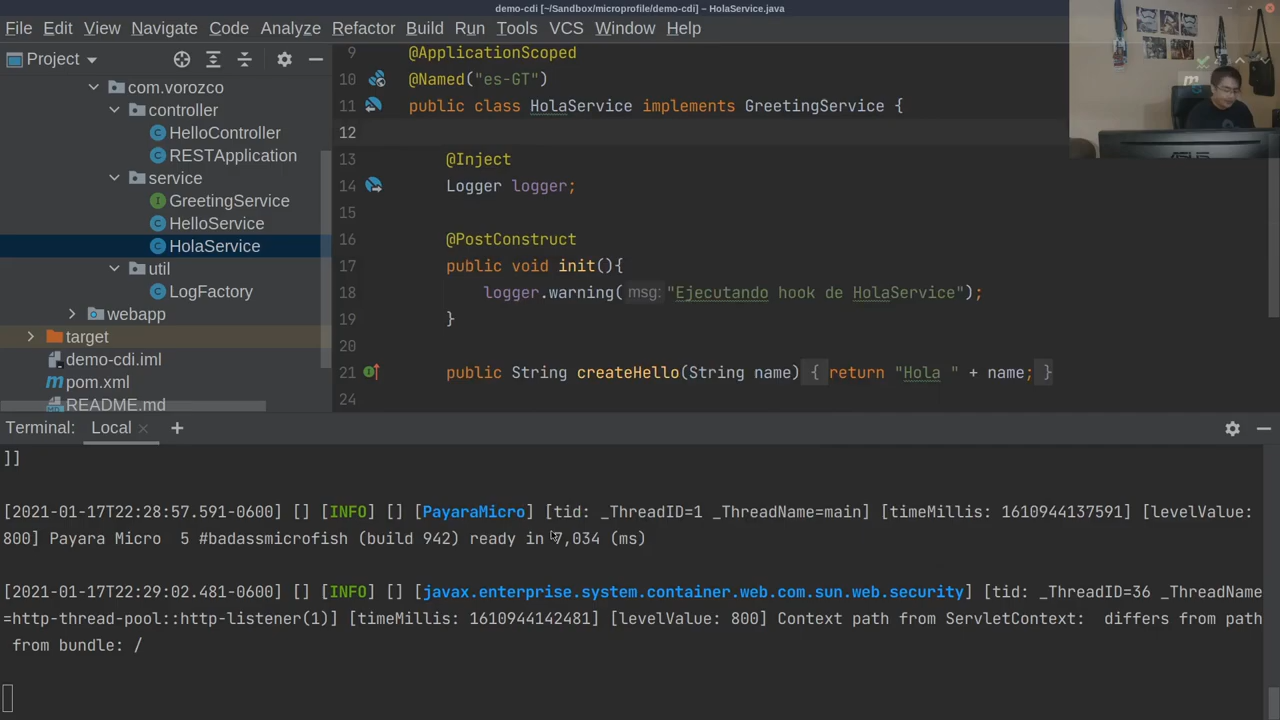 demo-cdi [~/Sandbox/microprofile/demo-cdi] – HolaService.java
File Edit View Navigate Code Analyze Refactor Build Run Tools VCS Window Help
Project
com.vorozco
controller
HelloController
RESTApplication
service
GreetingService
HelloService
HolaService
util
LogFactory
webapp
target
demo-cdi.iml
pom.xml
README.md
9 @ApplicationScoped
10 @Named("es-GT")
11 public class HolaService implements GreetingService {
12
13 @Inject
14 Logger logger;
15
16 @PostConstruct
17 public void init(){
18 logger.warning( msg: "Ejecutando hook de HolaService");
19 }
20
21 public String createHello(String name) { return "Hola " + name; }
24
Terminal: Local
]]
[2021-01-17T22:28:57.591-0600] [] [INFO] [] [PayaraMicro] [tid: _ThreadID=1 _ThreadName=main] [timeMillis: 1610944137591] [levelValue:
800] Payara Micro  5 #badassmicrofish (build 942) ready in 7,034 (ms)
[2021-01-17T22:29:02.481-0600] [] [INFO] [] [javax.enterprise.system.container.web.com.sun.web.security] [tid: _ThreadID=36 _ThreadName
=http-thread-pool::http-listener(1)] [timeMillis: 1610944142481] [levelValue: 800] Context path from ServletContext:  differs from path
from bundle: /